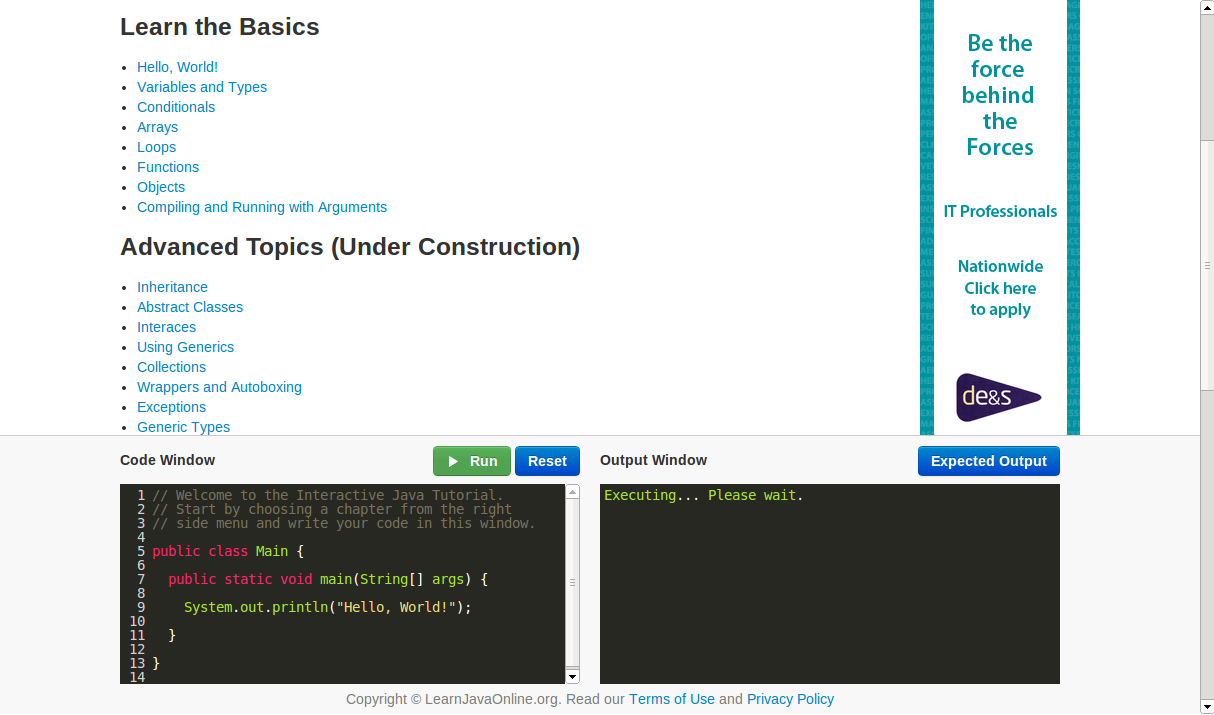 Learn the Basics
Hello, World!
Variables and Types
Conditionals
Arrays
Loops
Functions
Objects
Compiling and Running with Arguments
Advanced Topics (Under Construction)
Inheritance
Abstract Classes
Interaces
Using Generics
Collections
Wrappers and Autoboxing
Exceptions
Generic Types
Be the
force
behind
the
Forces
IT Professionals
Nationwide
Click here
to apply
de&s
Code Window
Run
Reset
1 // Welcome to the Interactive Java Tutorial.
2 // Start by choosing a chapter from the right
3 // side menu and write your code in this window.
4
5 public class Main {
6
7 public static void main(String[] args) {
8
9 System.out.println("Hello, World!");
10
11 }
12
13 }
14
Output Window
Expected Output
Executing... Please wait.
Copyright © LearnJavaOnline.org. Read our Terms of Use and Privacy Policy